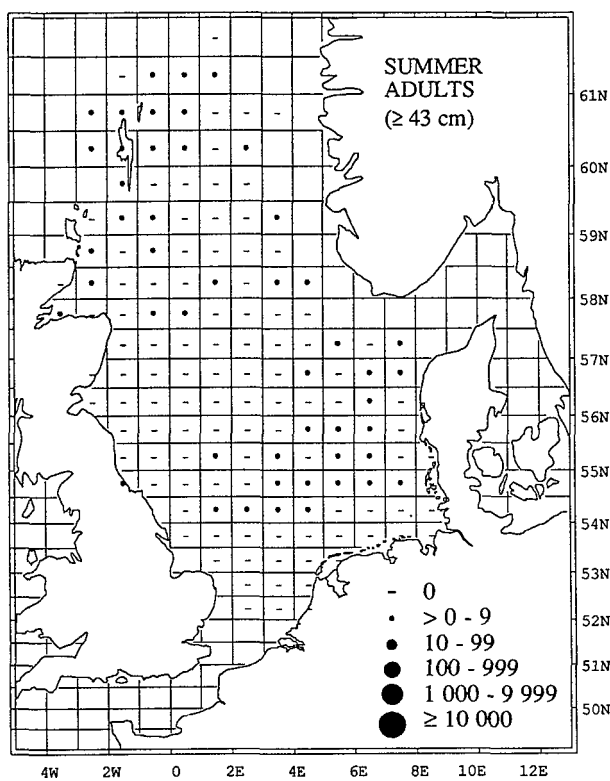 SUMMER
ADULTS
(≥ 43 cm)
61N
60N
59N
58N
57N
56N
55N
54N
53N
52N
51N
50N
- 0
> 0 - 9
10 - 99
100 - 999
1 000 - 9 999
≥ 10 000
4W 2W 0 2E 4E 6E 8E 10E 12E